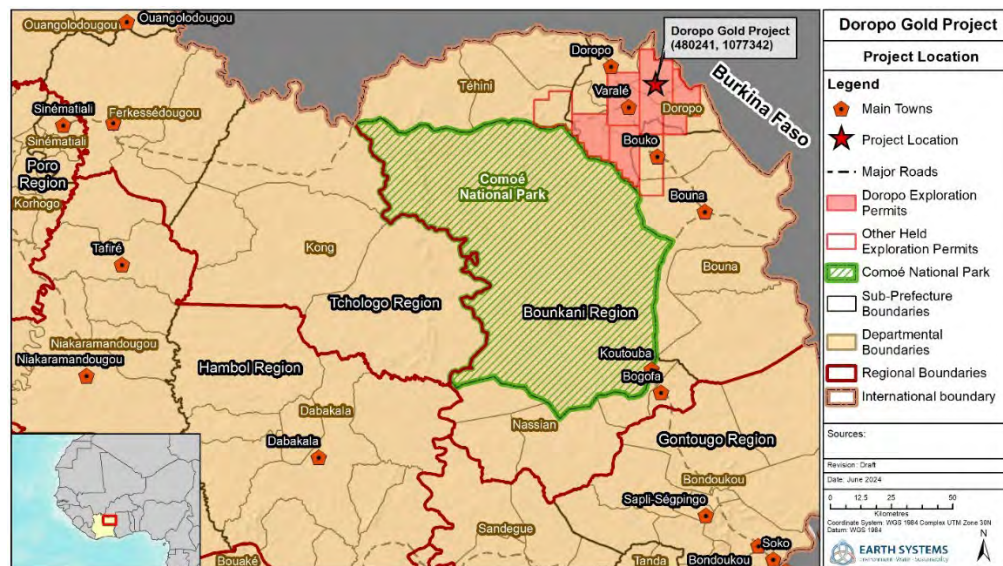 Ouangolodougou
Doropo Gold Project
(480241, 1077342)
Doropo
Téhini
Varalé
Doropo
Burkina Faso
Sinématiali
Ferkessédougou
Sinématiali
Bouko
Poro
Region
Comoé
National Park
Korhogo
Bouna
Kong
Tafiré
Bouna
Tchologo Region
Bounkani Region
Niakaramandougou
Koutouba
Niakaramandougou
Hambol Region
Bogofa
Dabakala
Nassian
Gontougo Region
Dabakala
Bondoukou
Sapli-Ségpingo
Sandegue
Soko
Bouaké
Tanda
Bondoukou
Doropo Gold Project
Project Location
Legend
Main Towns
Project Location
Major Roads
Doropo Exploration
Permits
Other Held
Exploration Permits
Comoé National Park
Sub-Prefecture
Boundaries
Departmental
Boundaries
Regional Boundaries
International boundary
Sources:
Revision: Draft
Date: June 2024
0 12.5 25 50
Kilometres
Coordinate System: WGS 1984 Complex UTM Zone 30N
Datum: WGS 1984
N
EARTH SYSTEMS